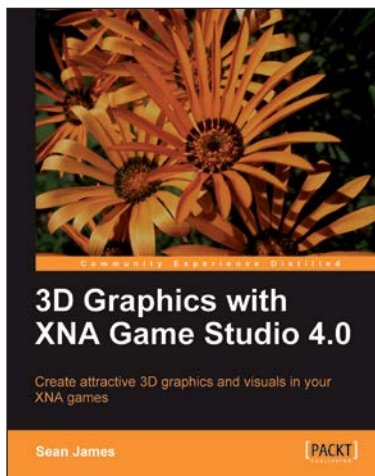 Community Experience Distilled
3D Graphics with
XNA Game Studio 4.0
Create attractive 3D graphics and visuals in your
XNA games
Sean James
[PACKT]
PUBLISHING